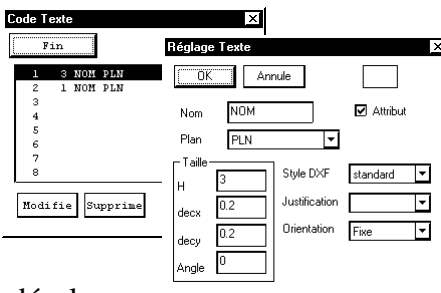 Code Texte
Fin
1 3 NOM PLN
2 1 NOM PLN
3
4
5
6
7
8
Modifie Supprime
Réglage Texte
OK Annule
Nom NOM Attribut
Plan PLN
Taille
H 3 Style DXF standard
decx 0.2 Justification
decy 0.2 Orientation Fixe
Angle 0